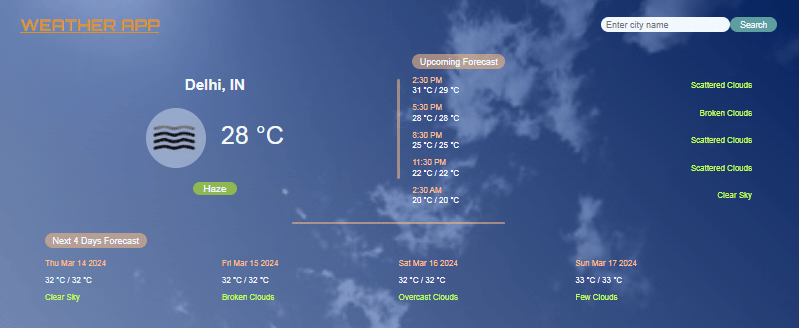 WEATHER APP
Enter city name
Search
Delhi, IN
28 °C
Haze
Upcoming Forecast
2:30 PM
31 °C / 29 °C
Scattered Clouds
5:30 PM
28 °C / 28 °C
Broken Clouds
8:30 PM
25 °C / 25 °C
Scattered Clouds
11:30 PM
22 °C / 22 °C
Scattered Clouds
2:30 AM
20 °C / 20 °C
Clear Sky
Next 4 Days Forecast
Thu Mar 14 2024
32 °C / 32 °C
Clear Sky
Fri Mar 15 2024
32 °C / 32 °C
Broken Clouds
Sat Mar 16 2024
32 °C / 32 °C
Overcast Clouds
Sun Mar 17 2024
33 °C / 33 °C
Few Clouds